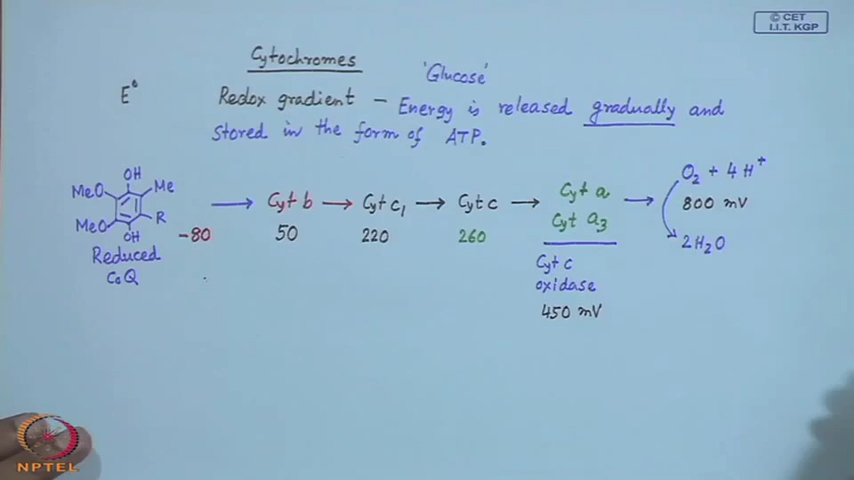 © CET
I.I.T. KGP
Cytochromes
'Glucose'
E°
Redox gradient – Energy is released gradually and
stored in the form of ATP.
OH
MeO
Me
MeO
R
OH
Reduced
CoQ
-80
→ Cyt b → Cyt c₁ → Cyt c → Cyt a
Cyt a₃
50
220
260
Cyt c
oxidase
450 mV
→ O₂ + 4H⁺
800 mV
2H₂O
NPTEL